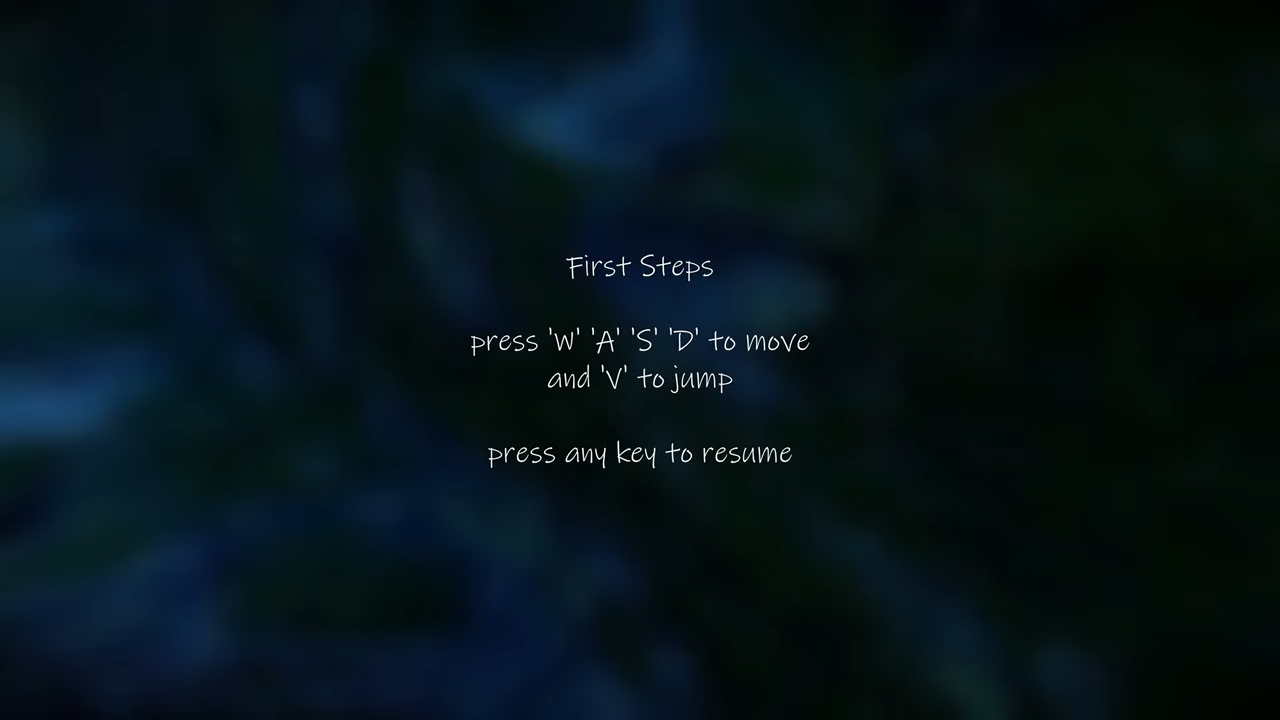 First Steps
press 'W' 'A' 'S' 'D' to move
and 'V' to jump
press any key to resume